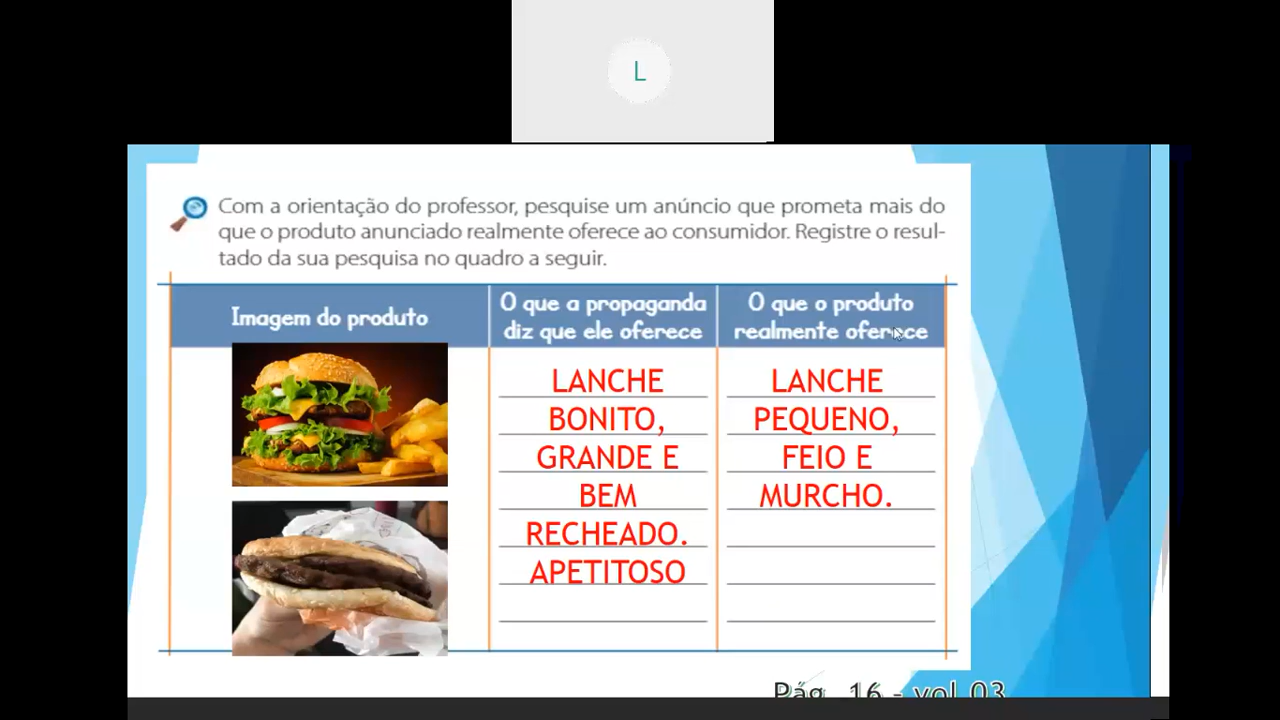 L
Com a orientação do professor, pesquise um anúncio que prometa mais do
que o produto anunciado realmente oferece ao consumidor. Registre o resul-
tado da sua pesquisa no quadro a seguir.
Imagem do produto
O que a propaganda
diz que ele oferece
O que o produto
realmente oferece
LANCHE
BONITO,
GRANDE E
BEM
RECHEADO.
APETITOSO
LANCHE
PEQUENO,
FEIO E
MURCHO.
Pág. 16 - vol 03